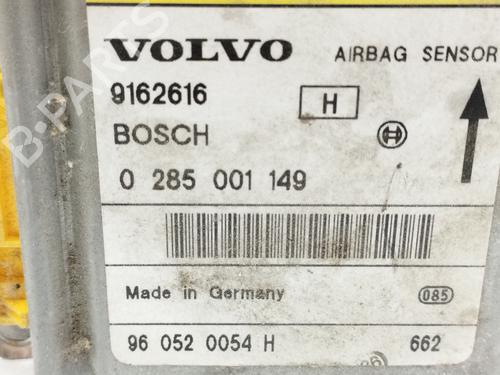 VOLVO AIRBAG SENSOR
9162616 H
BOSCH
0 285 001 149
Made in Germany 085
96 052 0054 H 662
B-PARTS